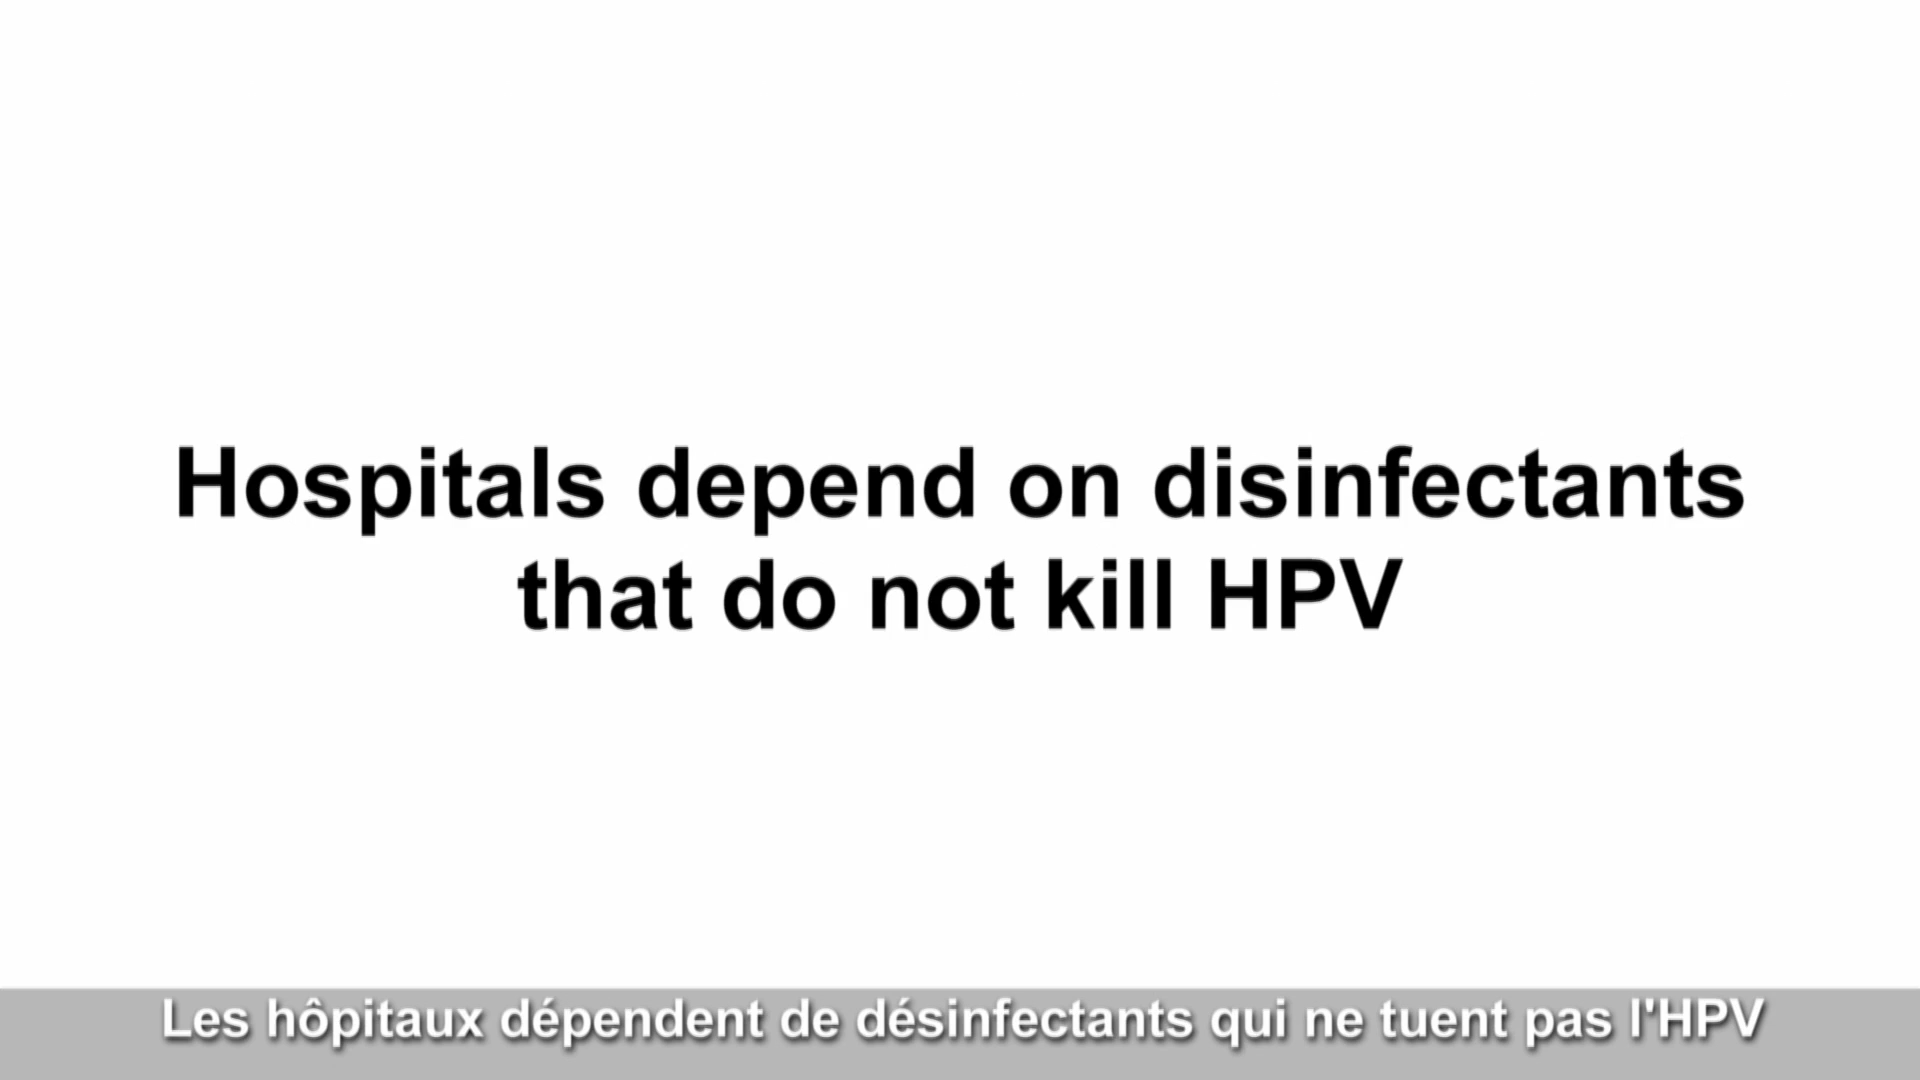 Hospitals depend on disinfectants
that do not kill HPV
Les hôpitaux dépendent de désinfectants qui ne tuent pas l'HPV